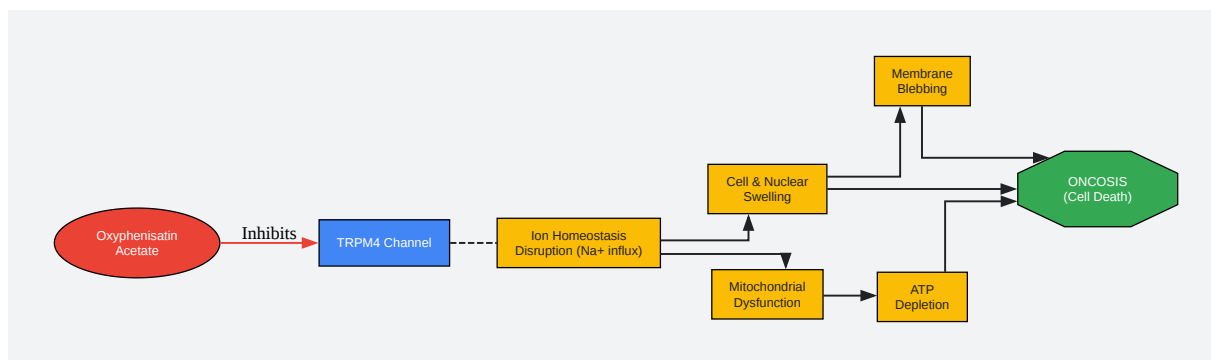 Oxyphenisatin
Acetate
Inhibits
TRPM4 Channel
Ion Homeostasis
Disruption (Na+ influx)
Cell & Nuclear
Swelling
Membrane
Blebbing
Mitochondrial
Dysfunction
ATP
Depletion
ONCOSIS
(Cell Death)